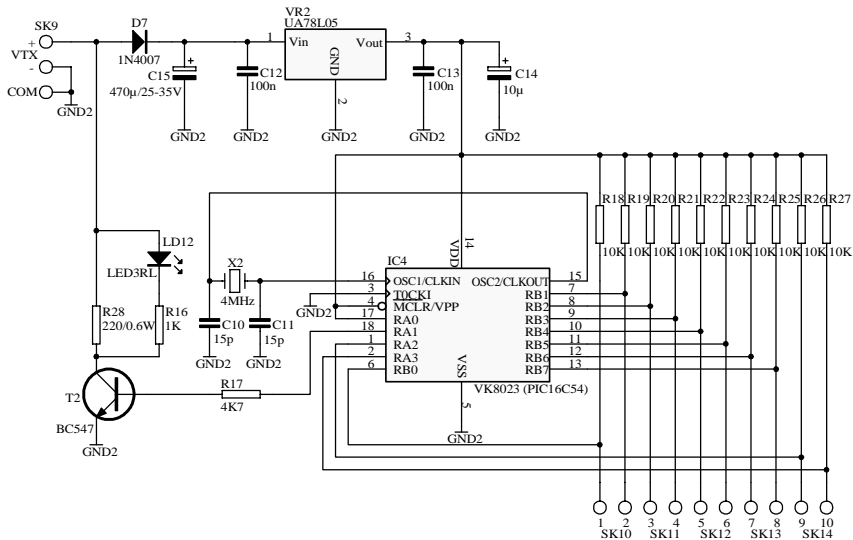 VR2
SK9 D7 UA78L05
+ 1 Vin Vout 3
VTX
1N4007 + C15 C12 GND C13 + C14
-
COM 470µ/25-35V 100n 2 100n 10µ
GND2 GND2 GND2 GND2 GND2 GND2
R18 R19 R20 R21 R22 R23 R24 R25 R26 R27
10K 10K 10K 10K 10K 10K 10K 10K 10K 10K
LD12
LED3RL
X2
4MHz
14
VDD
IC4
16 OSC1/CLKIN OSC2/CLKOUT 15
3 T0CKI RB1 7
4 MCLR/VPP RB2 8
17 RA0 RB3 9
18 RA1 RB4 10
1 RA2 RB5 11
2 RA3 RB6 12
6 RB0 RB7 13
VSS
VK8023 (PIC16C54)
5
GND2
GND2
R28
220/0.6W
R16
1K
C10
15p
C11
15p
GND2 GND2
R17
4K7
T2
BC547
GND2
1 2 3 4 5 6 7 8 9 10
SK10 SK11 SK12 SK13 SK14